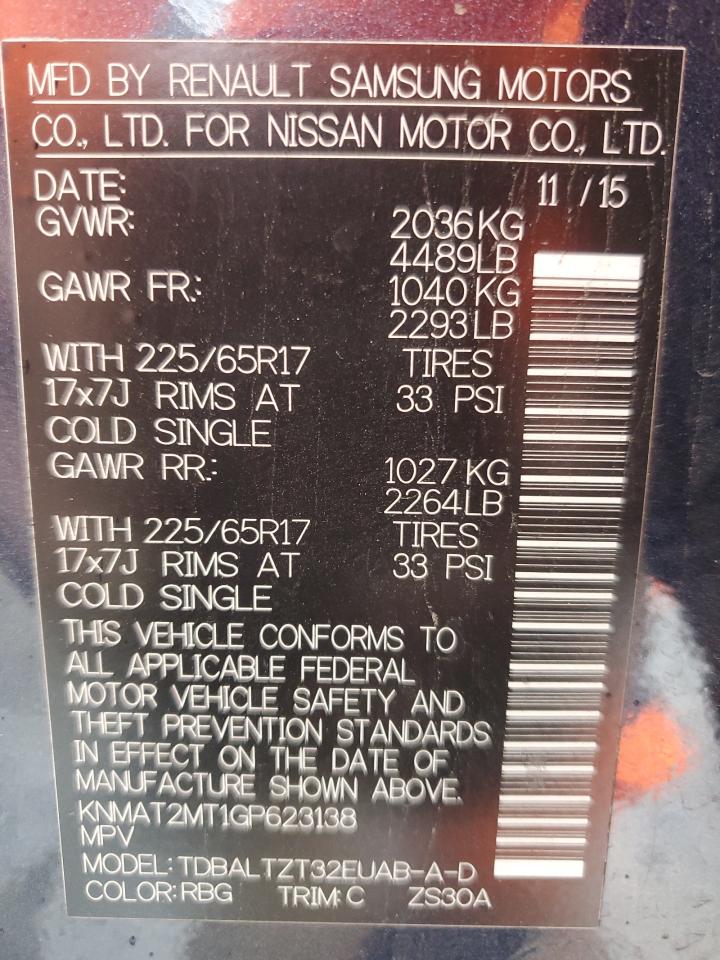 MFD BY RENAULT SAMSUNG MOTORS
CO., LTD. FOR NISSAN MOTOR CO., LTD.
DATE: 11 / 15
GVWR: 2036 KG
4489 LB
GAWR FR.: 1040 KG
2293 LB
WITH 225/65R17 TIRES
17x7J RIMS AT 33 PSI
COLD SINGLE
GAWR RR.: 1027 KG
2264 LB
WITH 225/65R17 TIRES
17x7J RIMS AT 33 PSI
COLD SINGLE
THIS VEHICLE CONFORMS TO
ALL APPLICABLE FEDERAL
MOTOR VEHICLE SAFETY AND
THEFT PREVENTION STANDARDS
IN EFFECT ON THE DATE OF
MANUFACTURE SHOWN ABOVE.
KNMAT2MT1GP623138
MPV
MODEL: TDBALTZT32EUAB-A-D
COLOR: RBG TRIM: C ZS30A